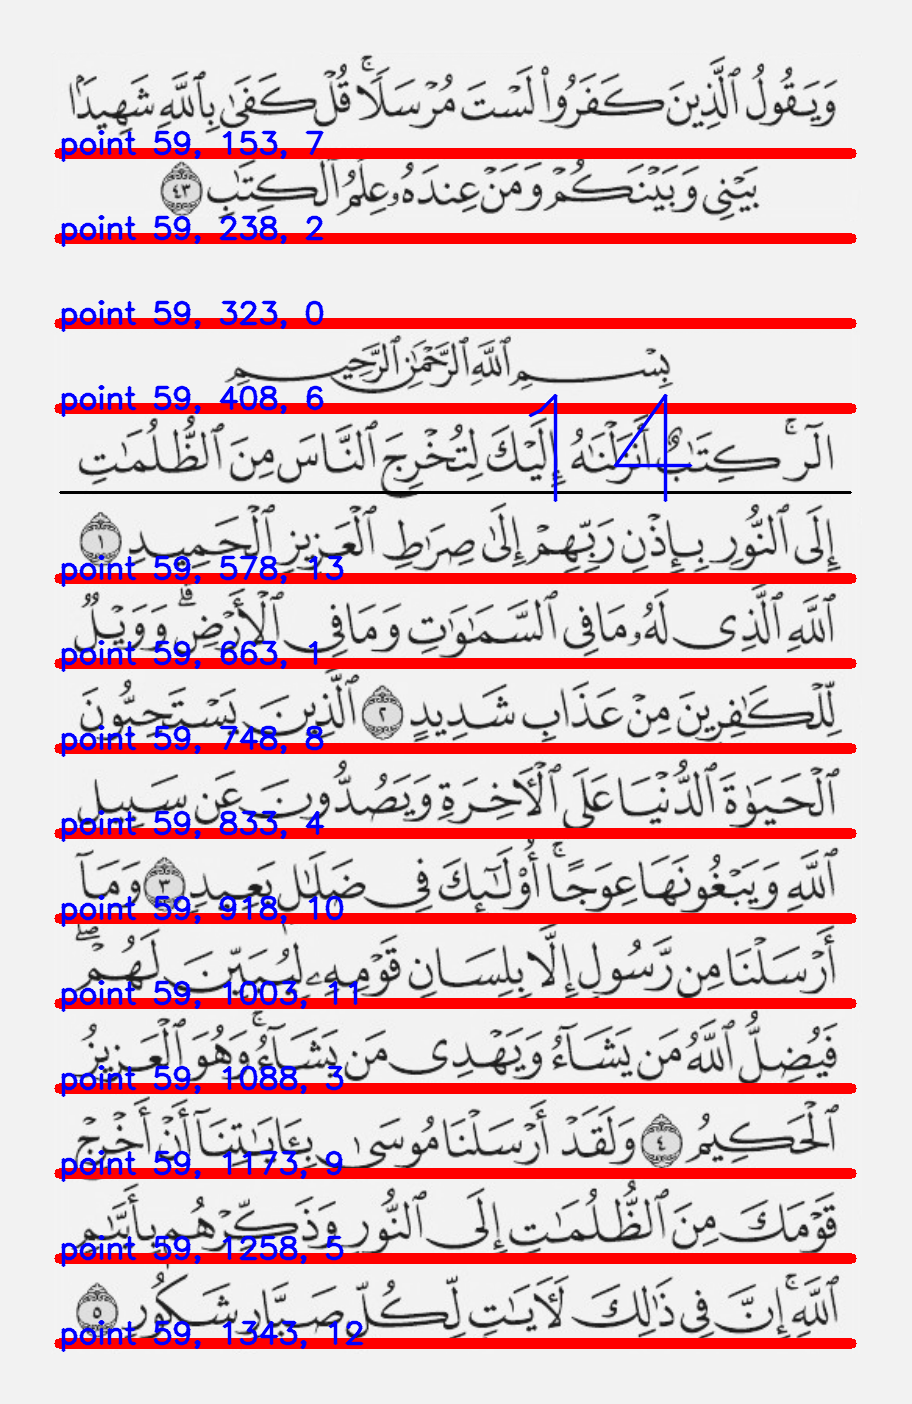 وَيَقُولُ ٱلَّذِينَ كَفَرُوا۟ لَسْتَ مُرْسَلًا ۚ قُلْ كَفَىٰ بِٱللَّهِ شَهِيدًۢا
point 59, 153, 7
بَيْنِى وَبَيْنَكُمْ وَمَنْ عِندَهُۥ عِلْمُ ٱلْكِتَٰبِ ٤٣
point 59, 238, 2
point 59, 323, 0
بِسْمِ ٱللَّهِ ٱلرَّحْمَٰنِ ٱلرَّحِيمِ
point 59, 408, 6
الٓر ۚ كِتَٰبٌ أَنزَلْنَٰهُ إِلَيْكَ لِتُخْرِجَ ٱلنَّاسَ مِنَ ٱلظُّلُمَٰتِ
14
إِلَى ٱلنُّورِ بِإِذْنِ رَبِّهِمْ إِلَىٰ صِرَٰطِ ٱلْعَزِيزِ ٱلْحَمِيدِ ١
point 59, 578, 13
ٱللَّهِ ٱلَّذِى لَهُۥ مَا فِى ٱلسَّمَٰوَٰتِ وَمَا فِى ٱلْأَرْضِ ۗ وَوَيْلٌ
point 59, 663, 1
لِّلْكَٰفِرِينَ مِنْ عَذَابٍ شَدِيدٍ ٢ ٱلَّذِينَ يَسْتَحِبُّونَ
point 59, 748, 8
ٱلْحَيَوٰةَ ٱلدُّنْيَا عَلَى ٱلْءَاخِرَةِ وَيَصُدُّونَ عَن سَبِيلِ
point 59, 833, 4
ٱللَّهِ وَيَبْغُونَهَا عِوَجًا ۚ أُو۟لَٰٓئِكَ فِى ضَلَٰلٍۭ بَعِيدٍ ٣ وَمَآ
point 59, 918, 10
أَرْسَلْنَا مِن رَّسُولٍ إِلَّا بِلِسَانِ قَوْمِهِۦ لِيُبَيِّنَ لَهُمْ ۖ
point 59, 1003, 11
فَيُضِلُّ ٱللَّهُ مَن يَشَآءُ وَيَهْدِى مَن يَشَآءُ ۚ وَهُوَ ٱلْعَزِيزُ
point 59, 1088, 3
ٱلْحَكِيمُ ٤ وَلَقَدْ أَرْسَلْنَا مُوسَىٰ بِـَٔايَٰتِنَآ أَنْ أَخْرِجْ
point 59, 1173, 9
قَوْمَكَ مِنَ ٱلظُّلُمَٰتِ إِلَى ٱلنُّورِ وَذَكِّرْهُم بِأَيَّىٰمِ
point 59, 1258, 5
ٱللَّهِ ۚ إِنَّ فِى ذَٰلِكَ لَءَايَٰتٍ لِّكُلِّ صَبَّارٍ شَكُورٍ ٥
point 59, 1343, 12